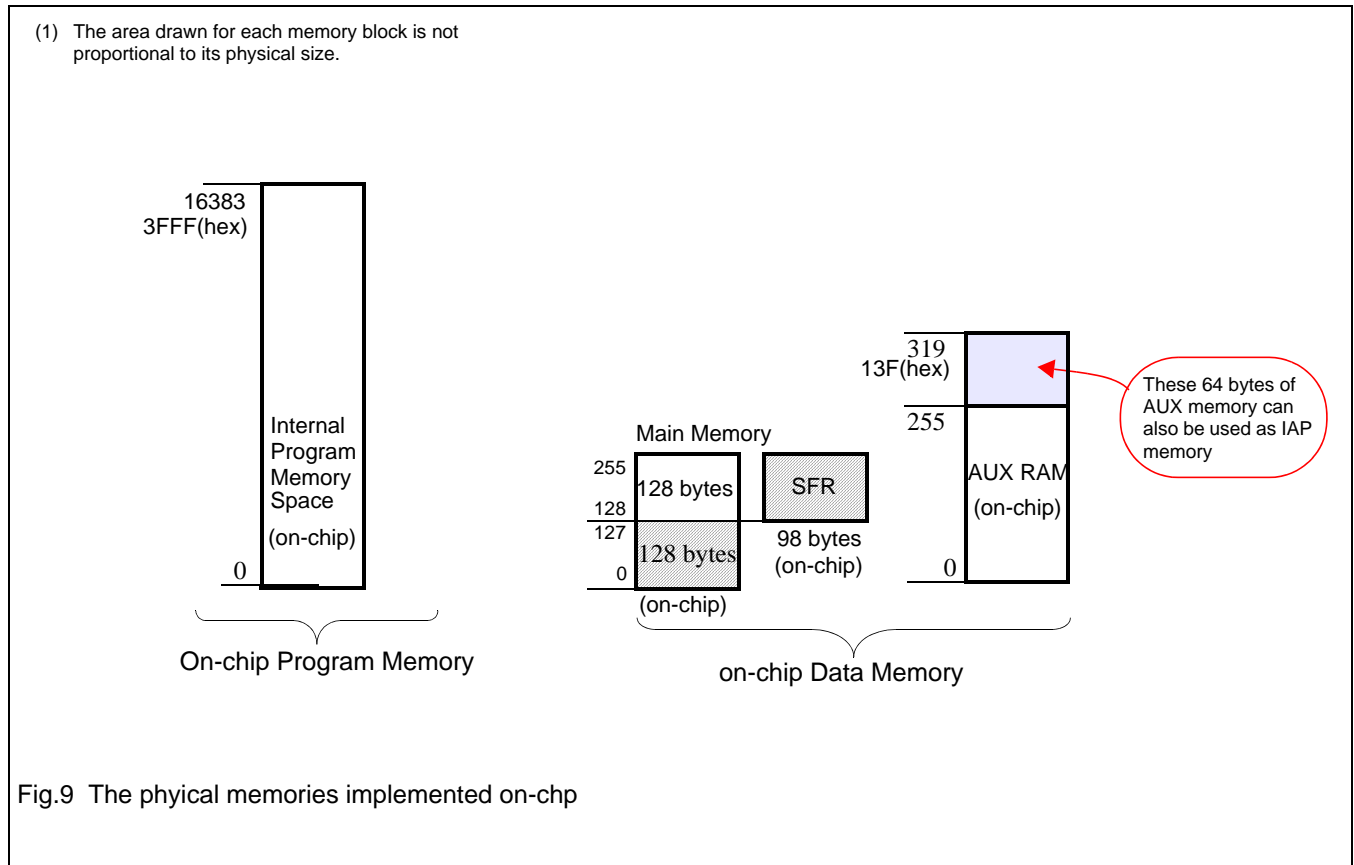 (1) The area drawn for each memory block is not
proportional to its physical size.
16383
3FFF(hex)
Internal
Program
Memory
Space
(on-chip)
0
On-chip Program Memory
Main Memory
255
128 bytes
128
127
128 bytes
0
(on-chip)
SFR
98 bytes
(on-chip)
319
13F(hex)
255
AUX RAM
(on-chip)
0
These 64 bytes of
AUX memory can
also be used as IAP
memory
on-chip Data Memory
Fig.9 The phyical memories implemented on-chp